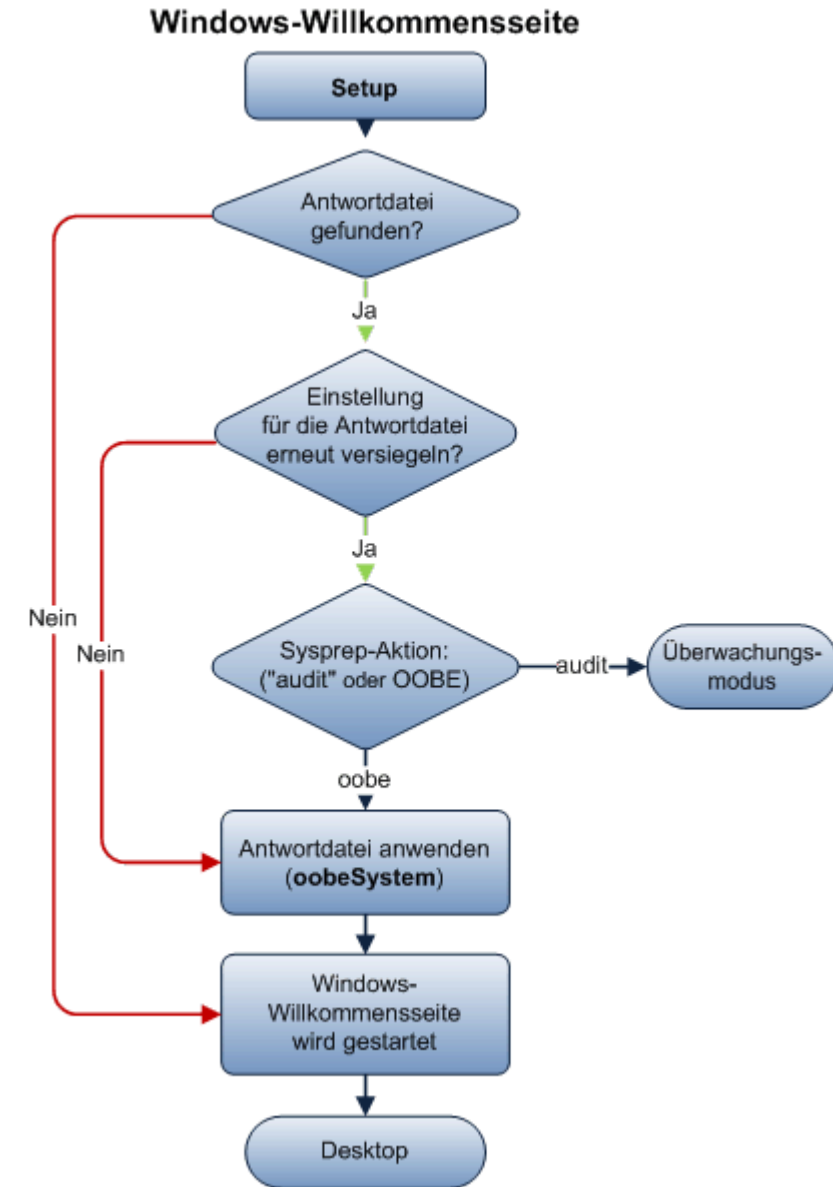 Windows-Willkommensseite
Setup
Antwortdatei
gefunden?
Ja
Einstellung
für die Antwortdatei
erneut versiegeln?
Ja
Nein
Nein
Sysprep-Aktion:
("audit" oder OOBE)
audit
Überwachungs-
modus
oobe
Antwortdatei anwenden
(oobeSystem)
Windows-
Willkommensseite
wird gestartet
Desktop